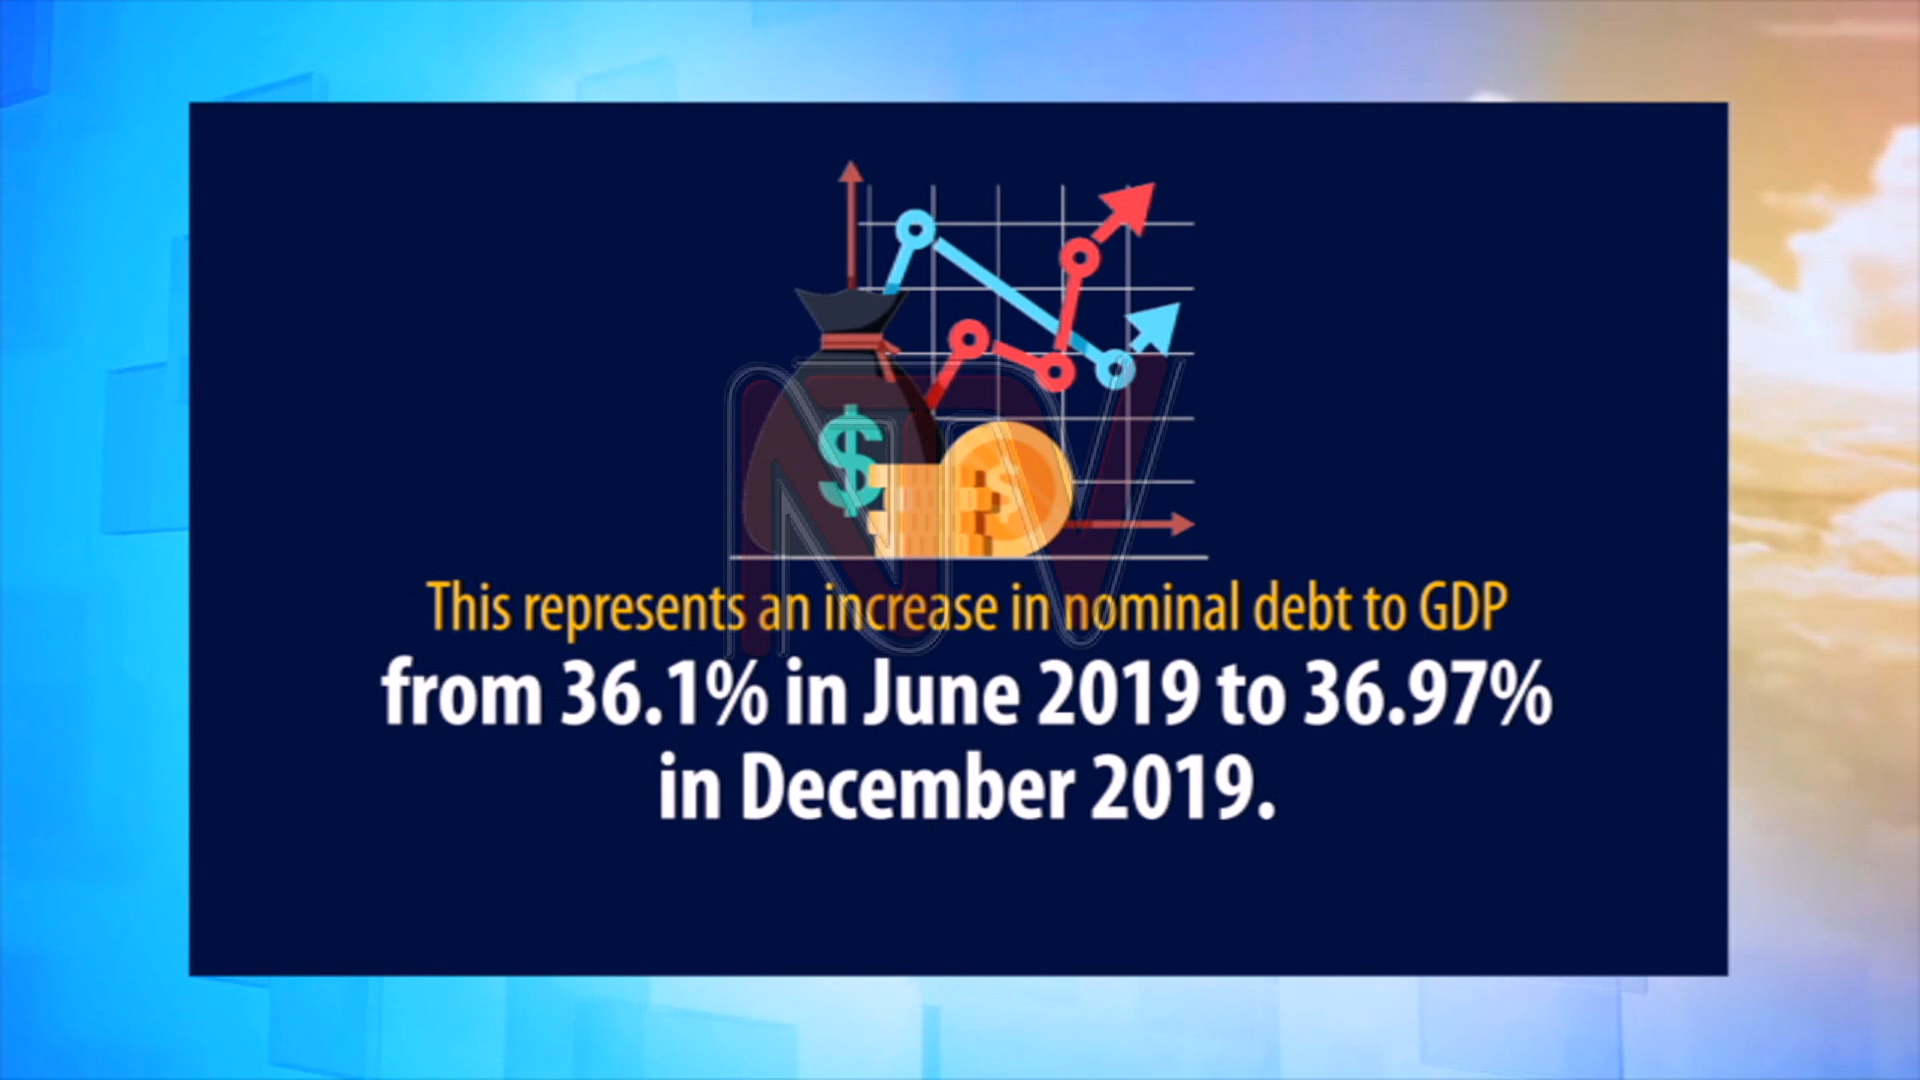 $
$
NTV
This represents an increase in nominal debt to GDP
from 36.1% in June 2019 to 36.97%
in December 2019.